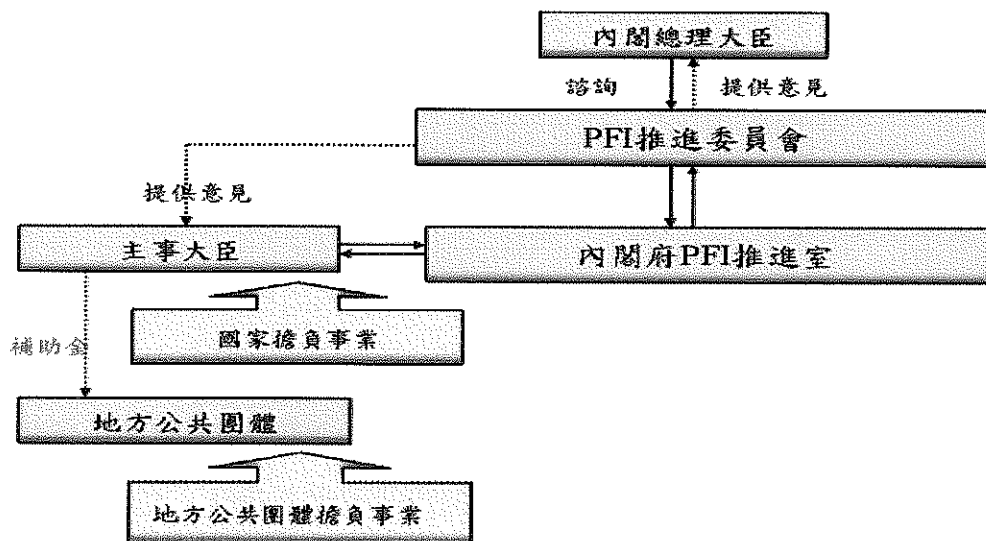 內閣總理大臣
諮詢
提供意見
PFI推進委員會
提供意見
主事大臣
內閣府PFI推進室
國家擔負事業
補助金
地方公共團體
地方公共團體擔負事業